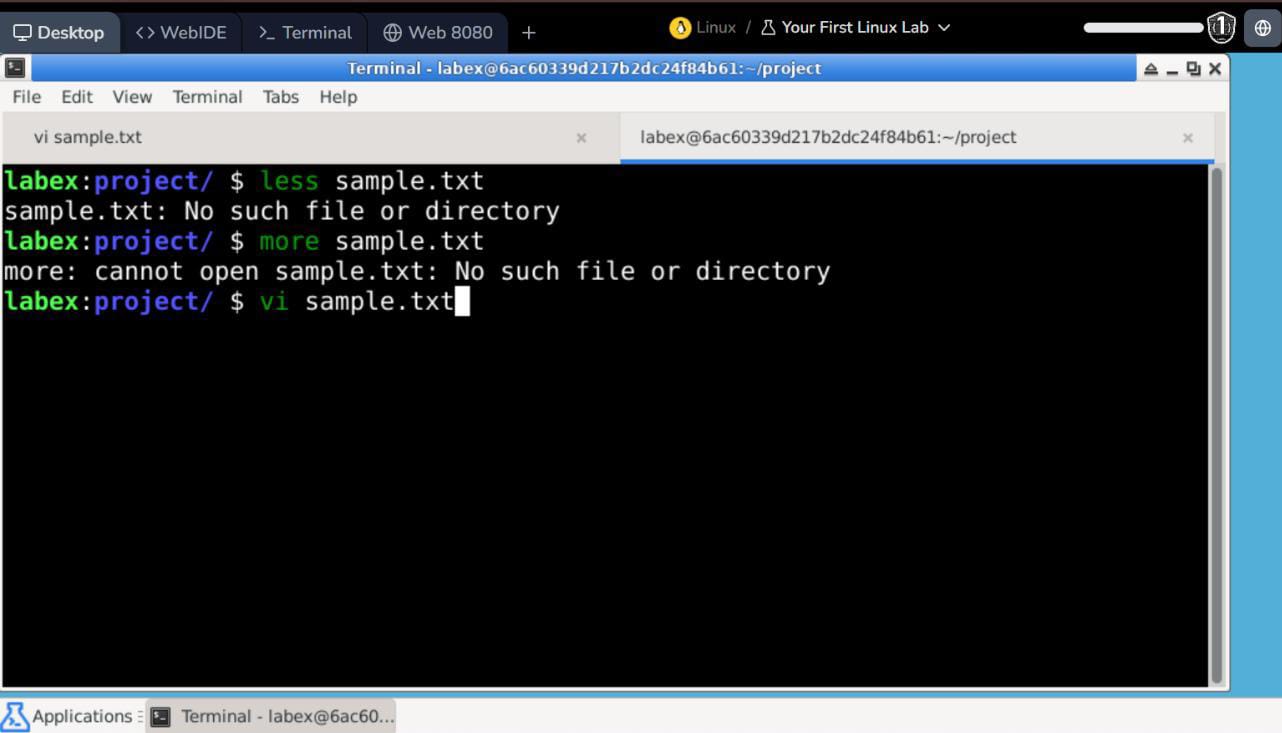 Desktop
WebIDE
Terminal
Web 8080
+
Linux / Your First Linux Lab
1
Terminal - labex@6ac60339d217b2dc24f84b61:~/project
File Edit View Terminal Tabs Help
vi sample.txt
labex@6ac60339d217b2dc24f84b61:~/project
labex:project/ $ less sample.txt
sample.txt: No such file or directory
labex:project/ $ more sample.txt
more: cannot open sample.txt: No such file or directory
labex:project/ $ vi sample.txt
Applications
Terminal - labex@6ac60...